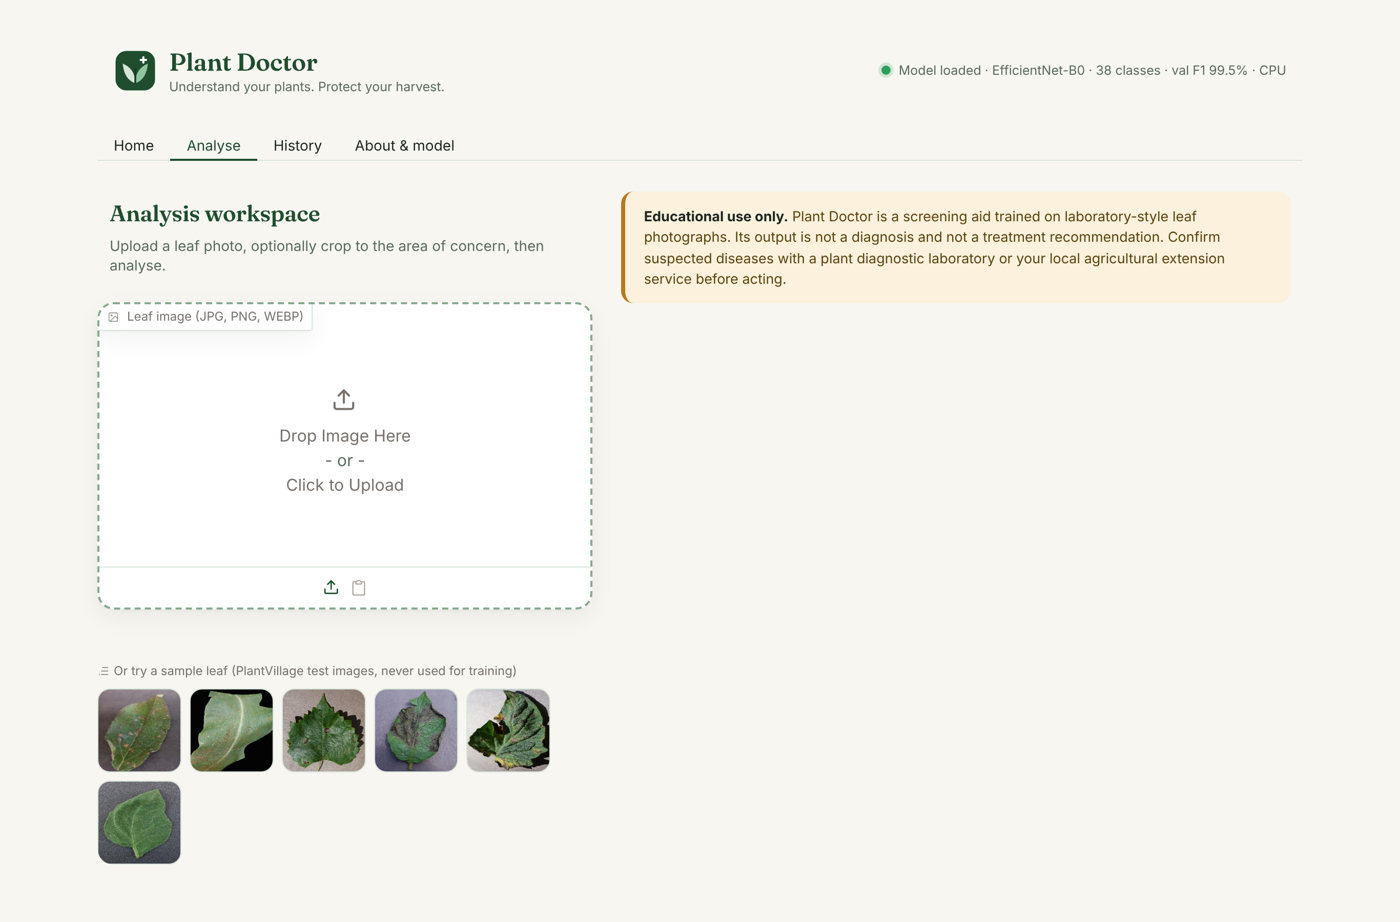 Plant Doctor
Understand your plants. Protect your harvest.
Model loaded · EfficientNet-B0 · 38 classes · val F1 99.5% · CPU
Home
Analyse
History
About & model
Analysis workspace
Upload a leaf photo, optionally crop to the area of concern, then
analyse.
Educational use only. Plant Doctor is a screening aid trained on laboratory-style leaf
photographs. Its output is not a diagnosis and not a treatment recommendation. Confirm
suspected diseases with a plant diagnostic laboratory or your local agricultural extension
service before acting.
Leaf image (JPG, PNG, WEBP)
Drop Image Here
- or -
Click to Upload
Or try a sample leaf (PlantVillage test images, never used for training)